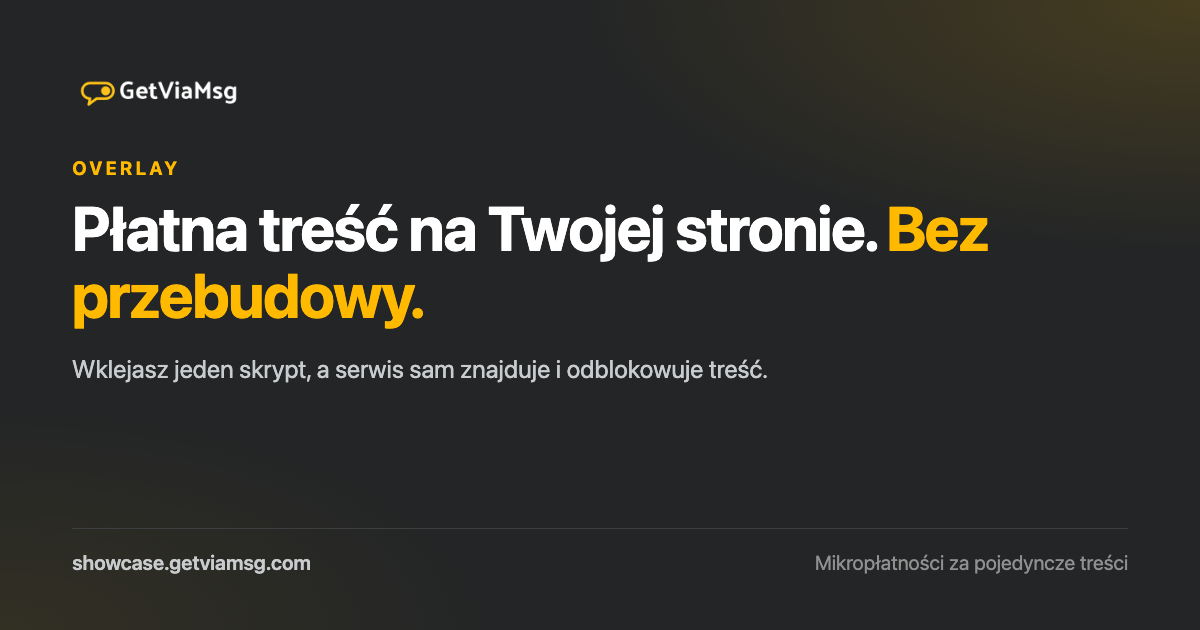 GetViaMsg
OVERLAY
Płatna treść na Twojej stronie. Bez
przebudowy.
Wklejasz jeden skrypt, a serwis sam znajduje i odblokowuje treść.
showcase.getviamsg.com
Mikropłatności za pojedyncze treści